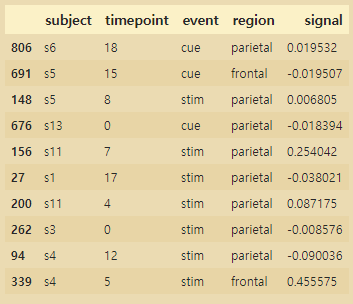 subject timepoint event region signal
806 s6 18 cue parietal 0.019532
691 s5 15 cue frontal -0.019507
148 s5 8 stim parietal 0.006805
676 s13 0 cue parietal -0.018394
156 s11 7 stim parietal 0.254042
27 s1 17 stim parietal -0.038021
200 s11 4 stim parietal 0.087175
262 s3 0 stim parietal -0.008576
94 s4 12 stim parietal -0.090036
339 s4 5 stim frontal 0.455575